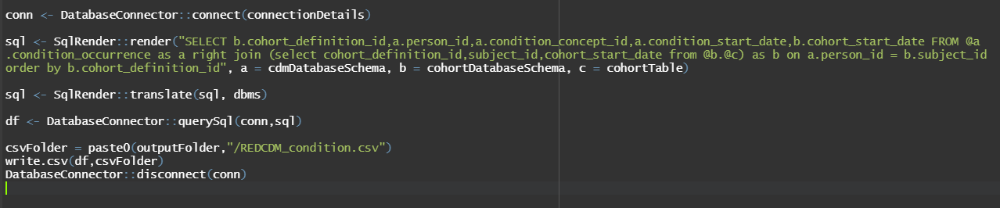 conn <- DatabaseConnector::connect(connectionDetails)
sql <- SqlRender::render("SELECT b.cohort_definition_id,a.person_id,a.condition_concept_id,a.condition_start_date,b.cohort_start_date FROM @a
.condition_occurrence as a right join (select cohort_definition_id,subject_id,cohort_start_date from @b.@c) as b on a.person_id = b.subject_id
order by b.cohort_definition_id", a = cdmDatabaseSchema, b = cohortDatabaseSchema, c = cohortTable)
sql <- SqlRender::translate(sql, dbms)
df <- DatabaseConnector::querySql(conn,sql)
csvFolder = paste0(outputFolder,"/REDCDM_condition.csv")
write.csv(df,csvFolder)
DatabaseConnector::disconnect(conn)